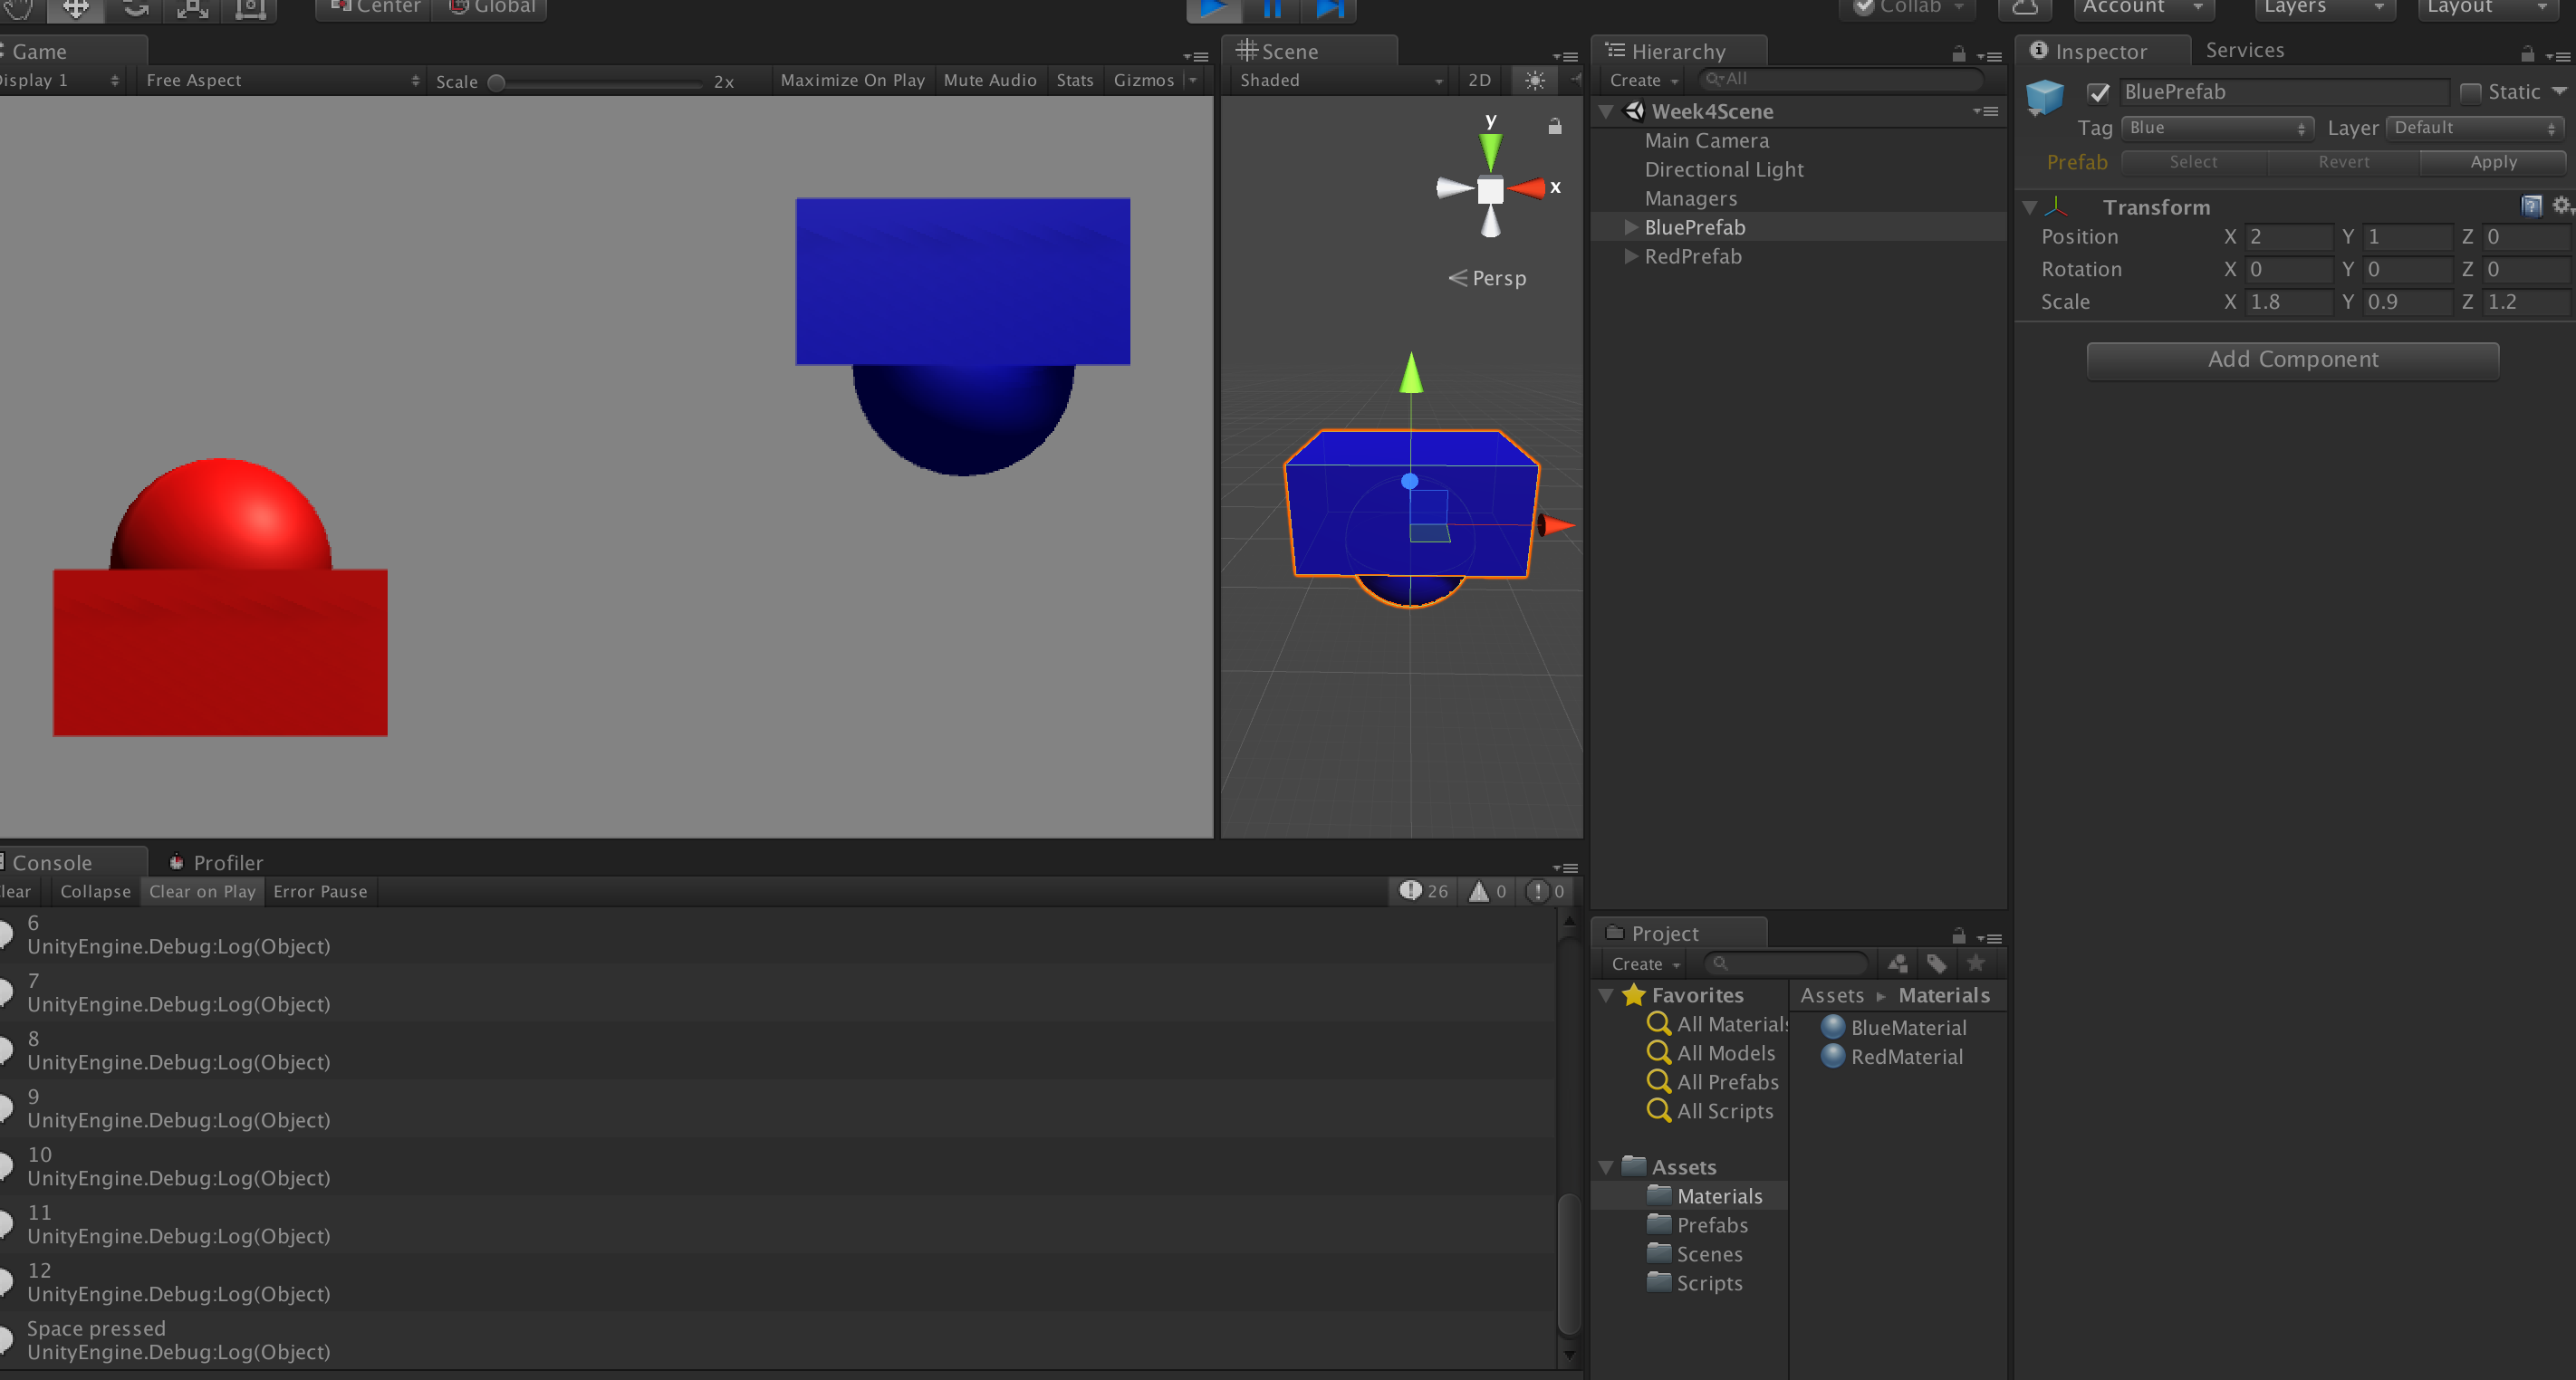 Center Global
Collab Account Layers Layout
Game
Display 1 Free Aspect Scale 2x Maximize On Play Mute Audio Stats Gizmos
Scene
Shaded 2D
y
x
Persp
Hierarchy
Create All
Week4Scene
Main Camera
Directional Light
Managers
BluePrefab
RedPrefab
Inspector Services
BluePrefab Static
Tag Blue Layer Default
Prefab Select Revert Apply
Transform
Position X 2 Y 1 Z 0
Rotation X 0 Y 0 Z 0
Scale X 1.8 Y 0.9 Z 1.2
Add Component
Console Profiler
lear Collapse Clear on Play Error Pause 26 0 0
6
UnityEngine.Debug:Log(Object)
7
UnityEngine.Debug:Log(Object)
8
UnityEngine.Debug:Log(Object)
9
UnityEngine.Debug:Log(Object)
10
UnityEngine.Debug:Log(Object)
11
UnityEngine.Debug:Log(Object)
12
UnityEngine.Debug:Log(Object)
Space pressed
UnityEngine.Debug:Log(Object)
Project
Create
Favorites
All Materials
All Models
All Prefabs
All Scripts
Assets
Materials
Prefabs
Scenes
Scripts
Assets Materials
BlueMaterial
RedMaterial